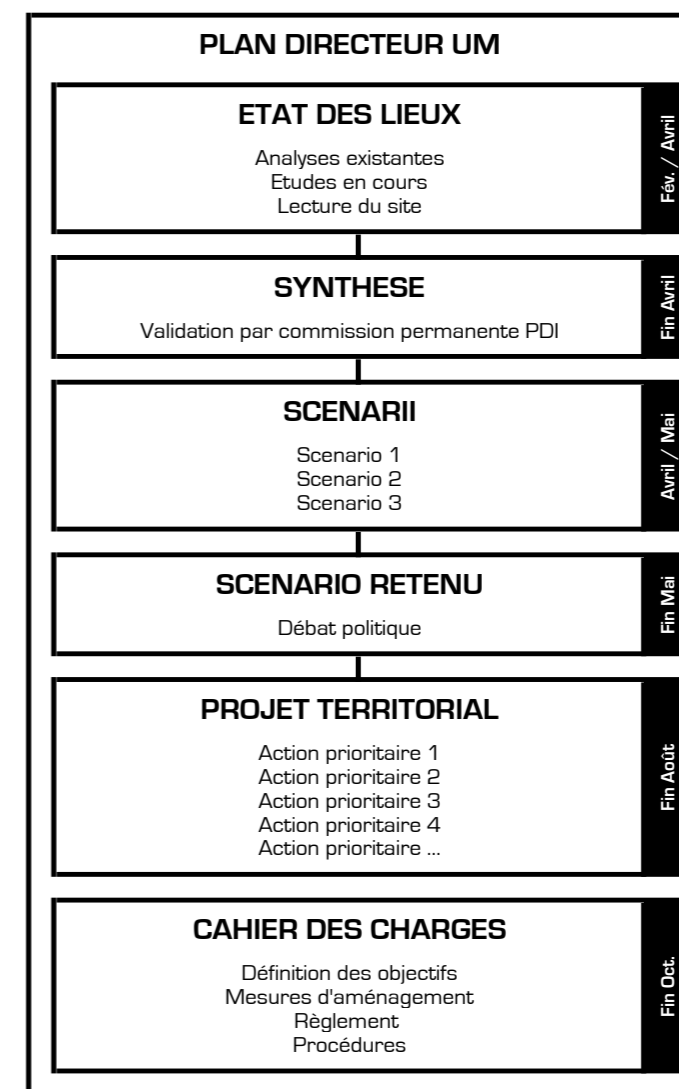 PLAN DIRECTEUR UM
ETAT DES LIEUX
Analyses existantes
Etudes en cours
Lecture du site
Fév. / Avril
SYNTHESE
Validation par commission permanente PDI
Fin Avril
SCENARII
Scenario 1
Scenario 2
Scenario 3
Avril / Mai
SCENARIO RETENU
Débat politique
Fin Mai
PROJET TERRITORIAL
Action prioritaire 1
Action prioritaire 2
Action prioritaire 3
Action prioritaire 4
Action prioritaire ...
Fin Août
CAHIER DES CHARGES
Définition des objectifs
Mesures d'aménagement
Règlement
Procédures
Fin Oct.